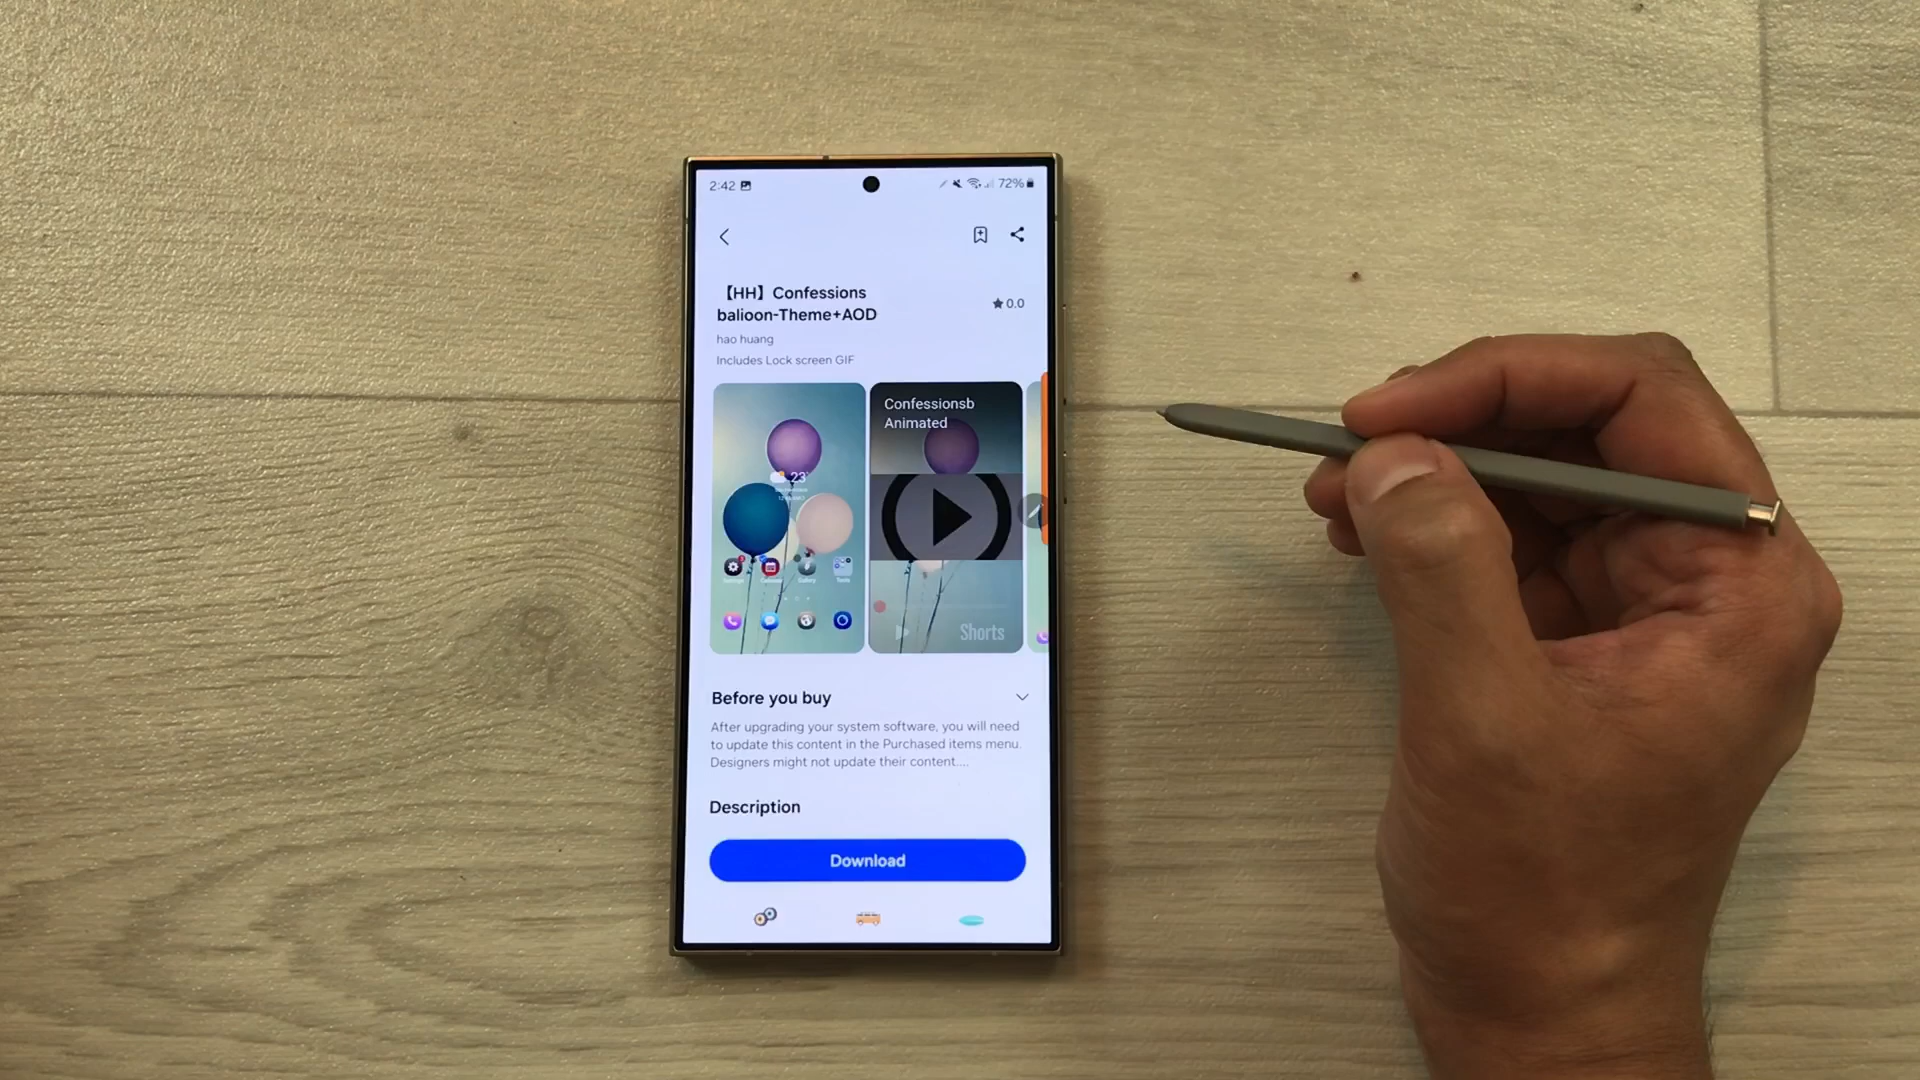 2:42
72%
【HH】Confessions
balioon-Theme+AOD
0.0
hao huang
Includes Lock screen GIF
23°
Confessionsb
Animated
Shorts
Before you buy
After upgrading your system software, you will need
to update this content in the Purchased items menu.
Designers might not update their content....
Description
Download